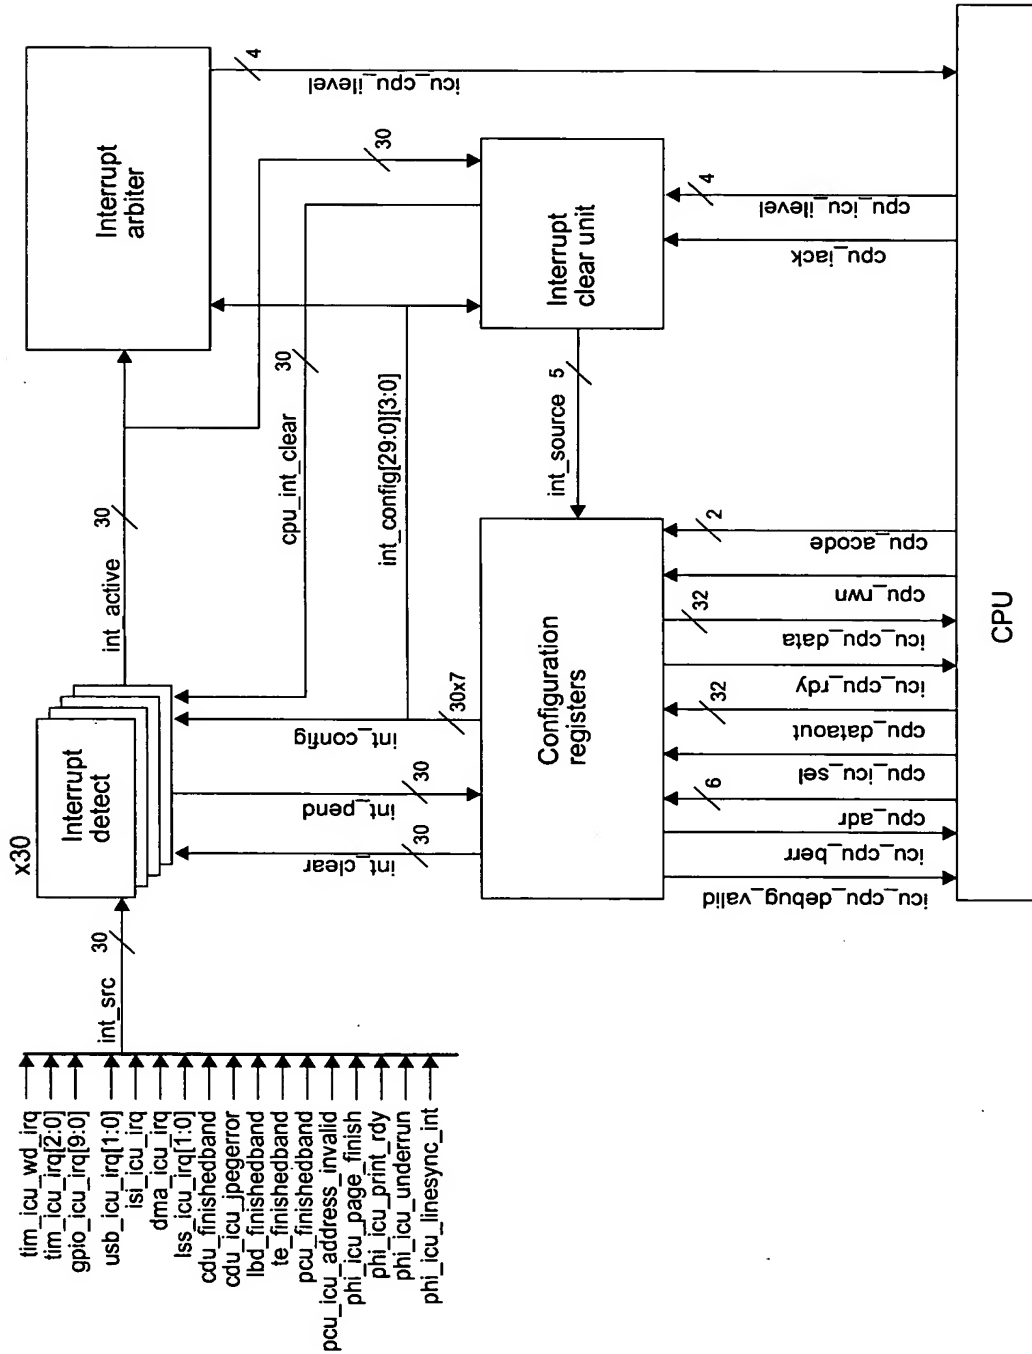 tim_icu_wd_irq
tim_icu_irq[2:0]
gpio_icu_irq[9:0]
usb_icu_irq[1:0]
isi_icu_irq
dma_icu_irq
lss_icu_irq[1:0]
cdu_finishedband
cdu_icu_jpegerror
lbd_finishedband
te_finishedband
pcu_finishedband
pcu_icu_address_invalid
phi_icu_page_finish
phi_icu_print_rdy
phi_icu_underrun
phi_icu_linesync_int
int_src
30
x30
Interrupt
detect
int_active
30
Interrupt
arbiter
4
icu_cpu_ilevel
30
cpu_int_clear
30
int_config[29:0][3:0]
int_clear
30
int_pend
30
int_config
30x7
Configuration
registers
int_source
5
Interrupt
clear unit
cpu_iack
cpu_icu_ilevel
4
icu_cpu_debug_valid
icu_cpu_berr
cpu_adr
6
cpu_icu_sel
cpu_dataout
32
icu_cpu_rdy
icu_cpu_data
32
cpu_rwn
cpu_acode
2
CPU